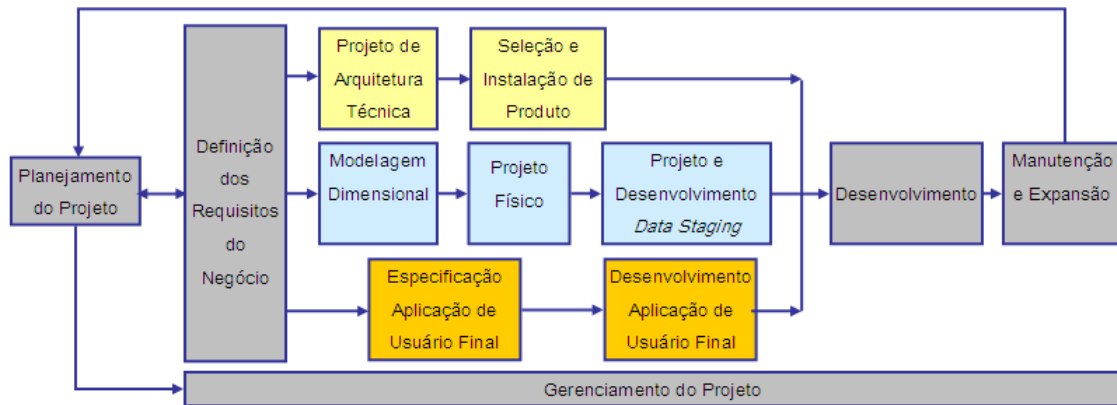 Projeto de
Arquitetura
Técnica
Seleção e
Instalação de
Produto
Planejamento
do Projeto
Definição
dos
Requisitos
do
Negócio
Modelagem
Dimensional
Projeto
Físico
Projeto e
Desenvolvimento
Data Staging
Desenvolvimento
Manutenção
e Expansão
Especificação
Aplicação de
Usuário Final
Desenvolvimento
Aplicação de
Usuário Final
Gerenciamento do Projeto